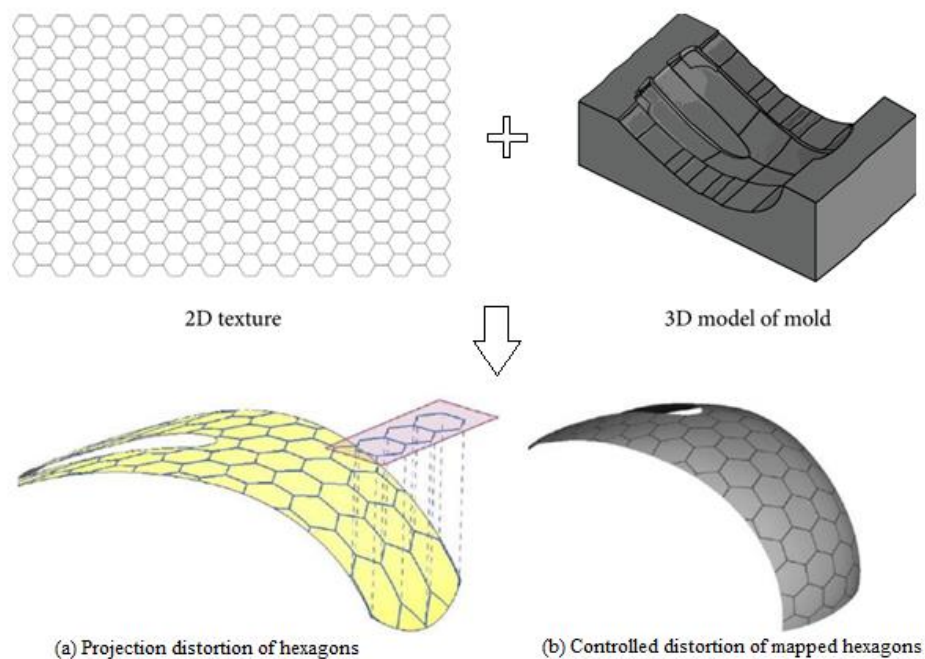 2D texture
3D model of mold
(a) Projection distortion of hexagons
(b) Controlled distortion of mapped hexagons